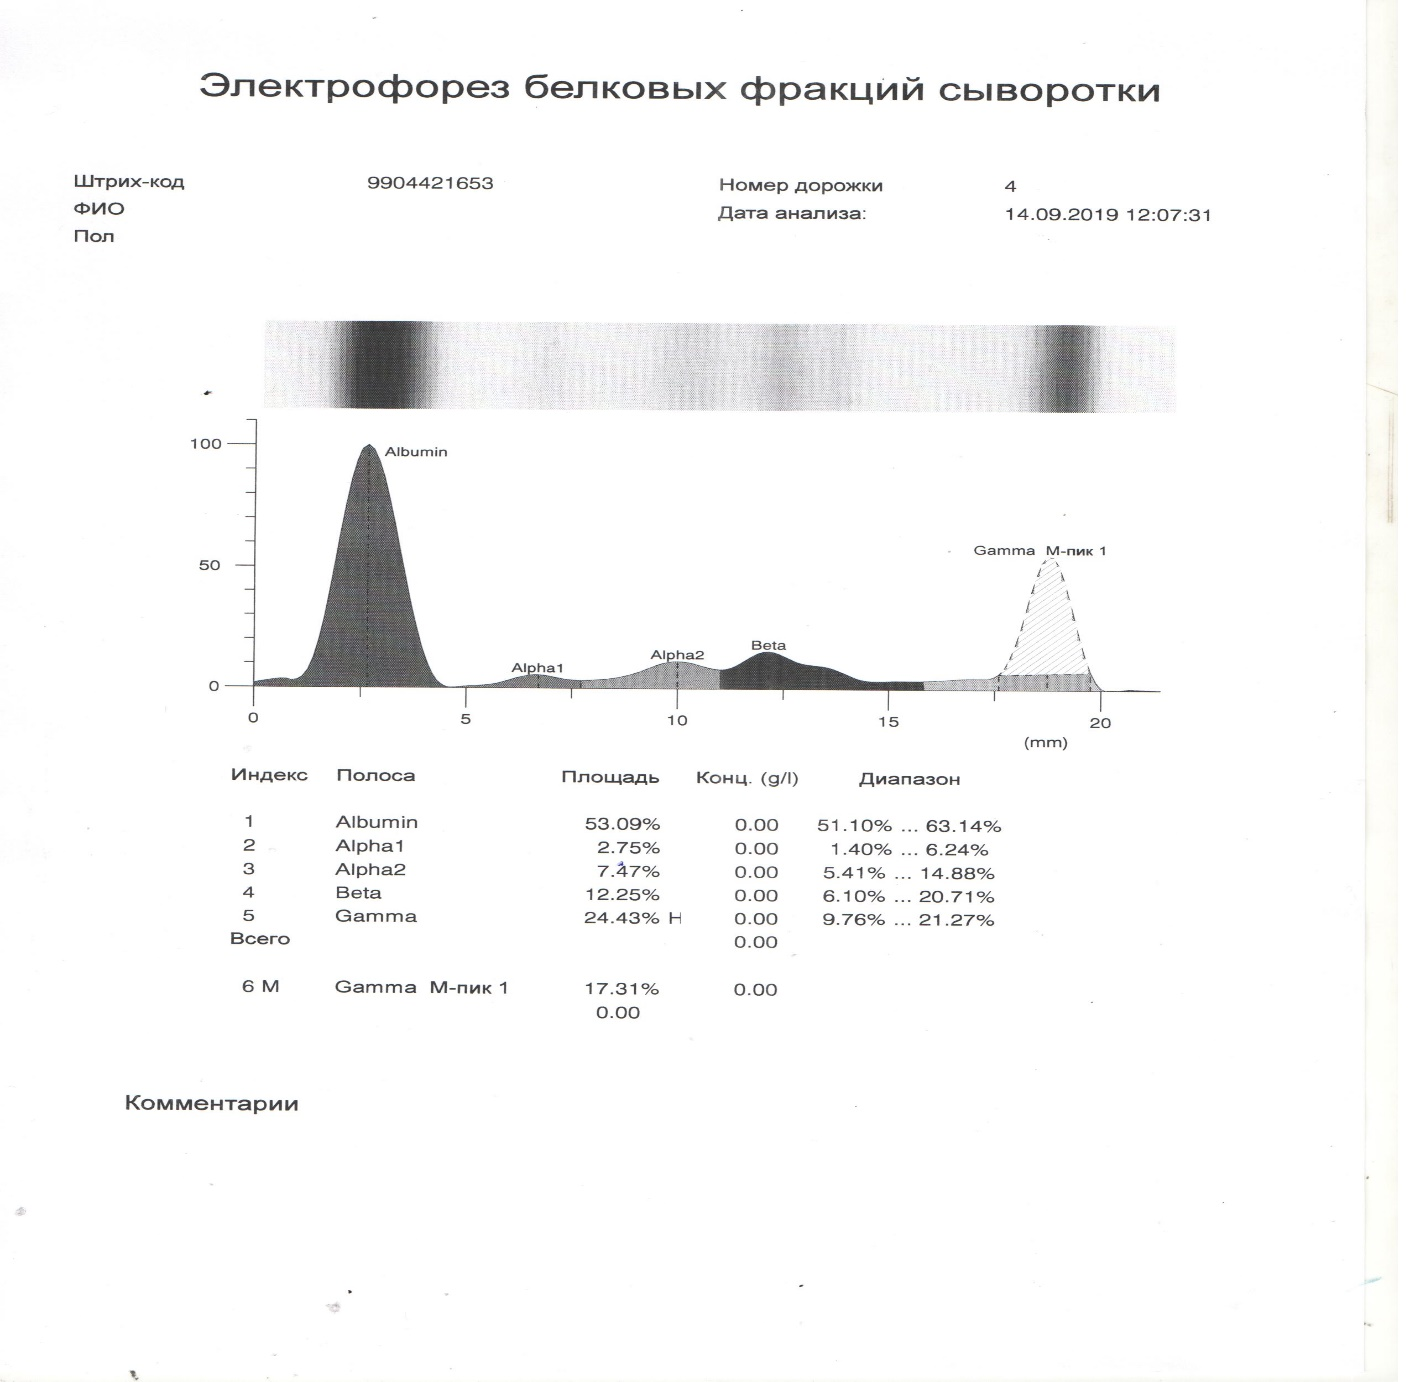 Электрофорез белковых фракций сыворотки
Штрих-код 9904421653 Номер дорожки 4
ФИО Дата анализа: 14.09.2019 12:07:31
Пол
100
Albumin
50
Gamma М-пик 1
Alpha1
Alpha2
Beta
0
0 5 10 15 20
(mm)
Индекс Полоса Площадь Конц. (g/l) Диапазон
1 Albumin 53.09% 0.00 51.10% ... 63.14%
2 Alpha1 2.75% 0.00 1.40% ... 6.24%
3 Alpha2 7.47% 0.00 5.41% ... 14.88%
4 Beta 12.25% 0.00 6.10% ... 20.71%
5 Gamma 24.43% H 0.00 9.76% ... 21.27%
Всего 0.00
6 М Gamma М-пик 1 17.31% 0.00
0.00
Комментарии